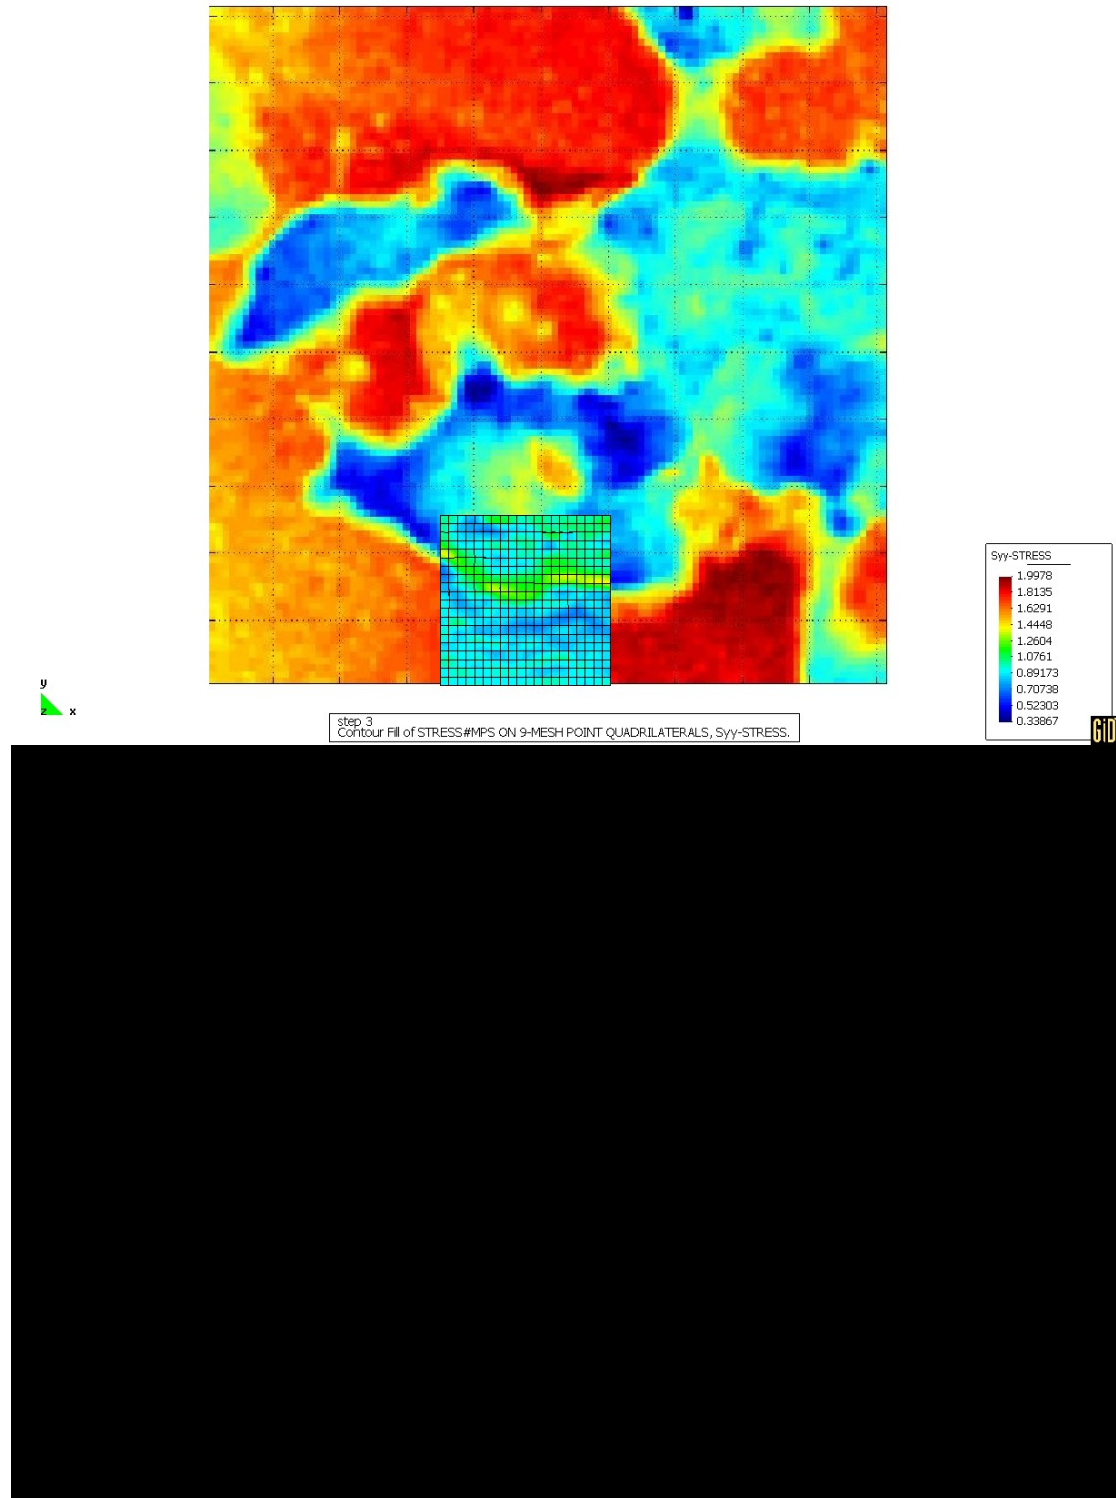 Syy-STRESS
1.9978
1.8135
1.6291
1.4448
1.2604
1.0761
0.89173
0.70738
0.52303
0.33867
y
z x
step 3
Contour Fill of STRESS#MPS ON 9-MESH POINT QUADRILATERALS, Syy-STRESS.
GiD